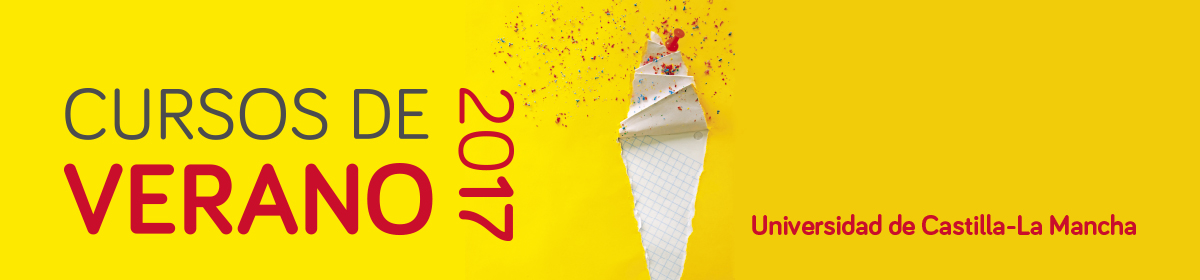 CURSOS DE
VERANO
2017
Universidad de Castilla-La Mancha